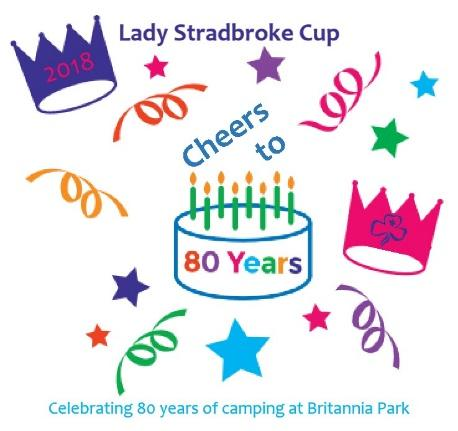 Lady Stradbroke Cup
2018
Cheers
to
80 Years
Celebrating 80 years of camping at Britannia Park